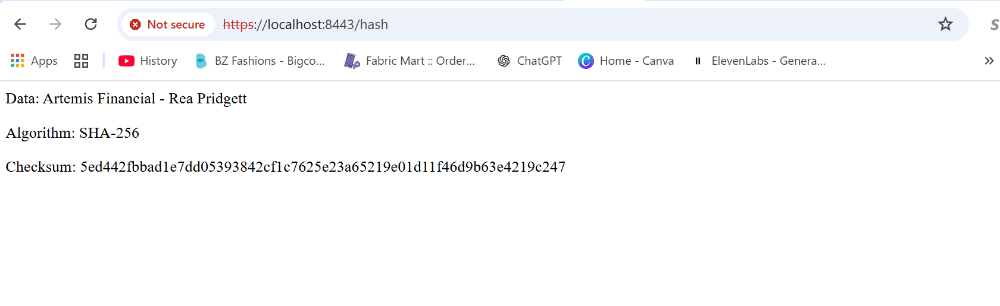 Not secure https://localhost:8443/hash
Apps History BZ Fashions - Bigco... Fabric Mart :: Order... ChatGPT Home - Canva ElevenLabs - Genera...
Data: Artemis Financial - Rea Pridgett
Algorithm: SHA-256
Checksum: 5ed442fbbad1e7dd05393842cf1c7625e23a65219e01d11f46d9b63e4219c247